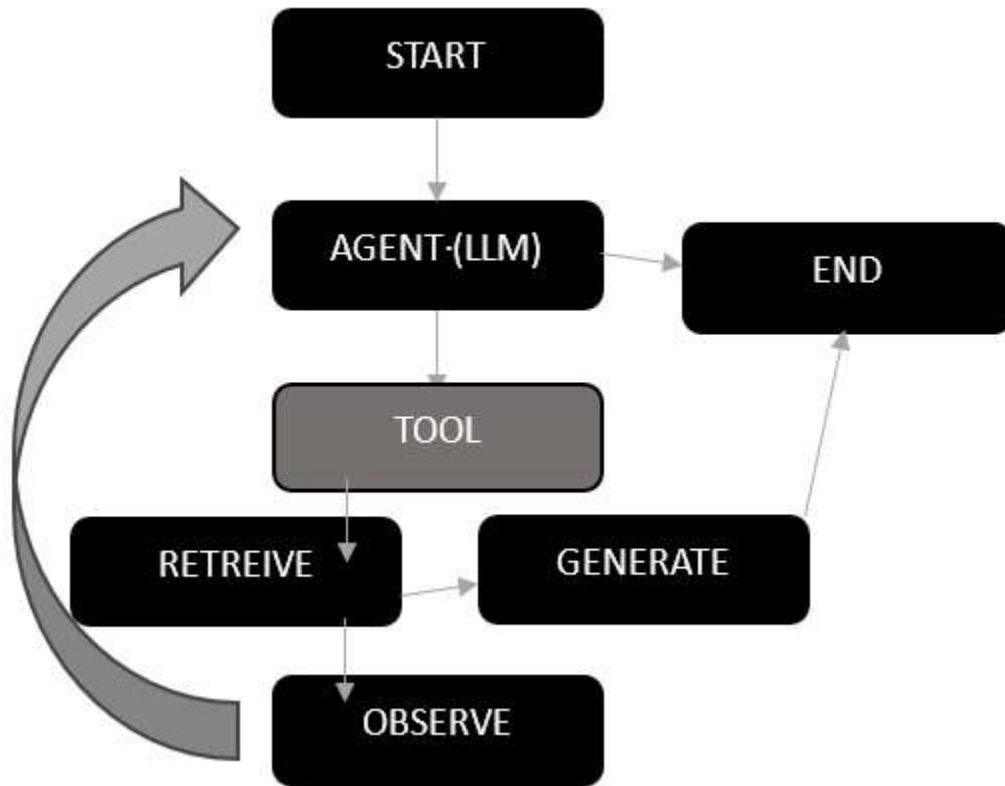 START
AGENT·(LLM)
END
TOOL
RETREIVE
GENERATE
OBSERVE